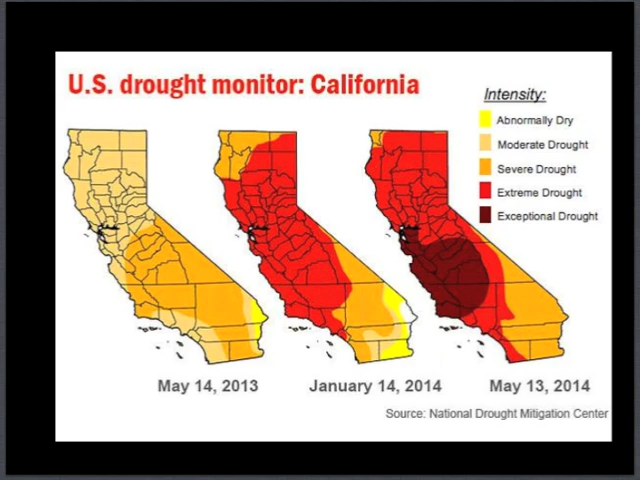 U.S. drought monitor: California
Intensity:
Abnormally Dry
Moderate Drought
Severe Drought
Extreme Drought
Exceptional Drought
May 14, 2013
January 14, 2014
May 13, 2014
Source: National Drought Mitigation Center